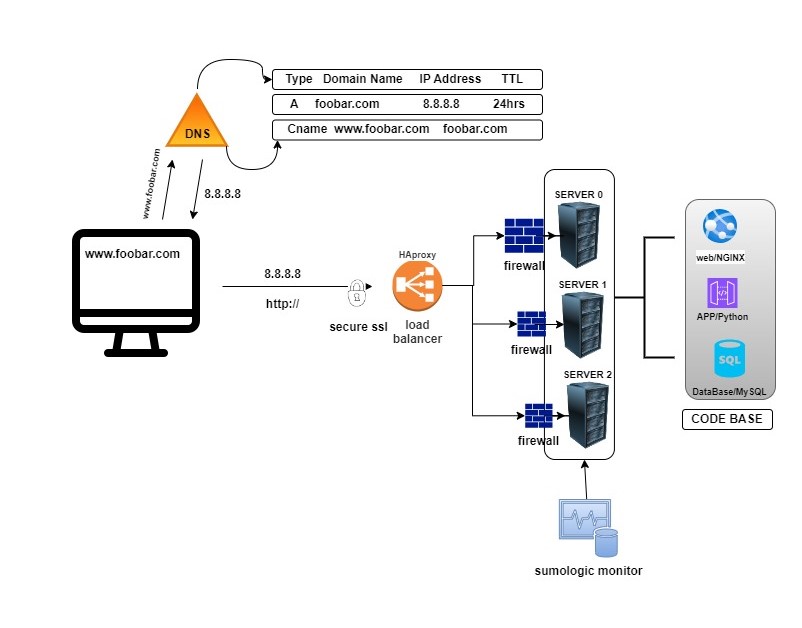 Type Domain Name IP Address TTL
A foobar.com 8.8.8.8 24hrs
Cname www.foobar.com foobar.com
DNS
www.foobar.com
8.8.8.8
www.foobar.com
8.8.8.8
http://
secure ssl
HAproxy
load
balancer
firewall
firewall
firewall
SERVER 0
SERVER 1
SERVER 2
web/NGINX
APP/Python
SQL
DataBase/MySQL
CODE BASE
sumologic monitor